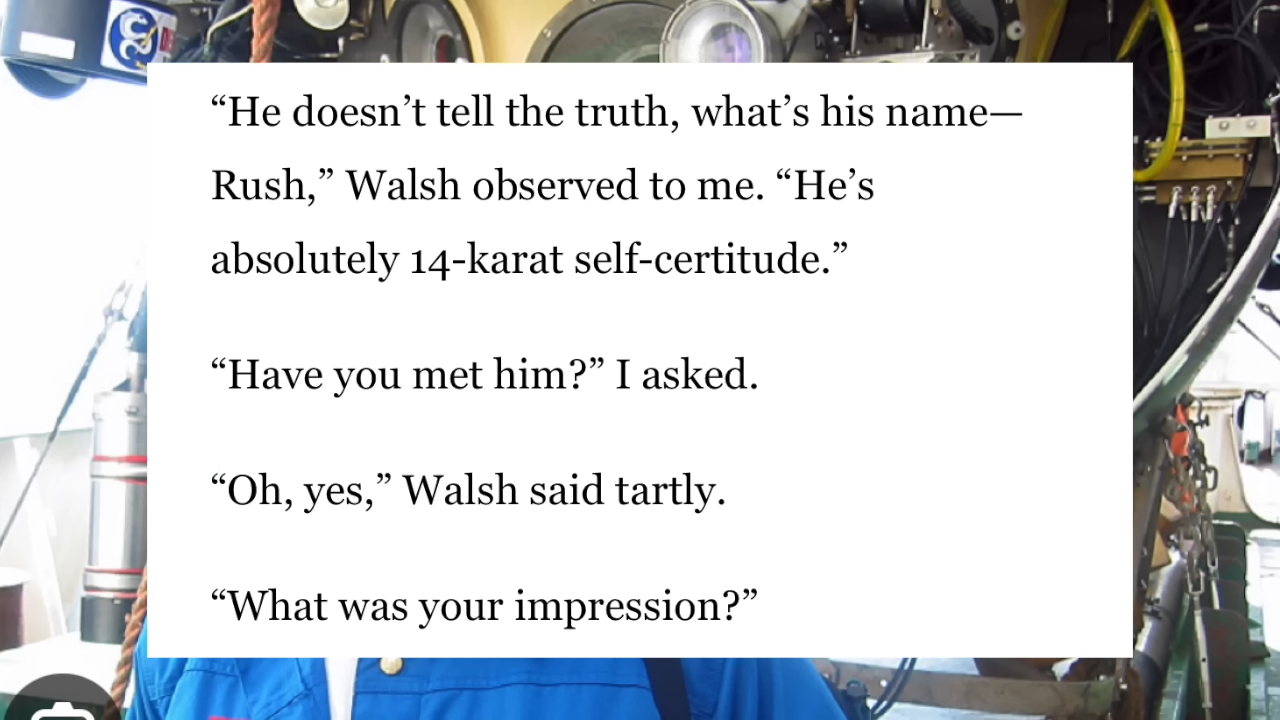 “He doesn’t tell the truth, what’s his name—
Rush,” Walsh observed to me. “He’s
absolutely 14-karat self-certitude.”
“Have you met him?” I asked.
“Oh, yes,” Walsh said tartly.
“What was your impression?”